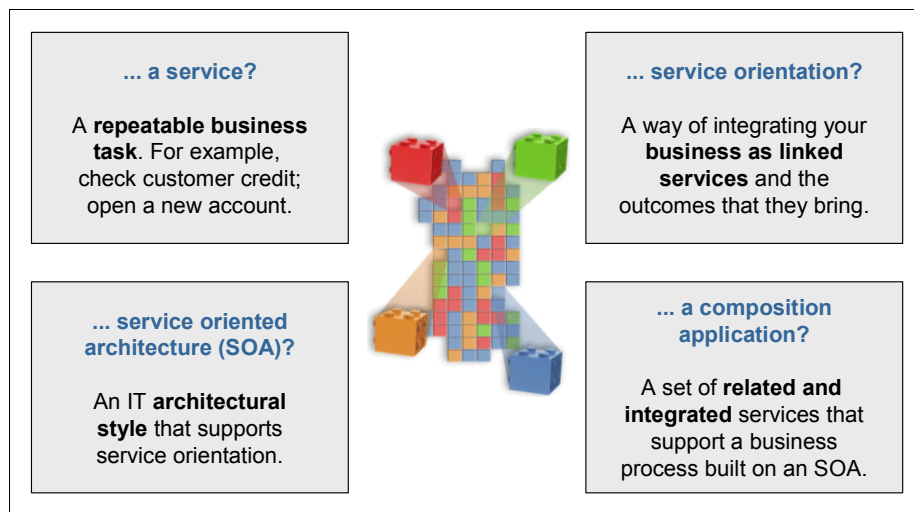 ... a service?
A repeatable business
task. For example,
check customer credit;
open a new account.
... service orientation?
A way of integrating your
business as linked
services and the
outcomes that they bring.
... service oriented
architecture (SOA)?
An IT architectural
style that supports
service orientation.
... a composition
application?
A set of related and
integrated services that
support a business
process built on an SOA.